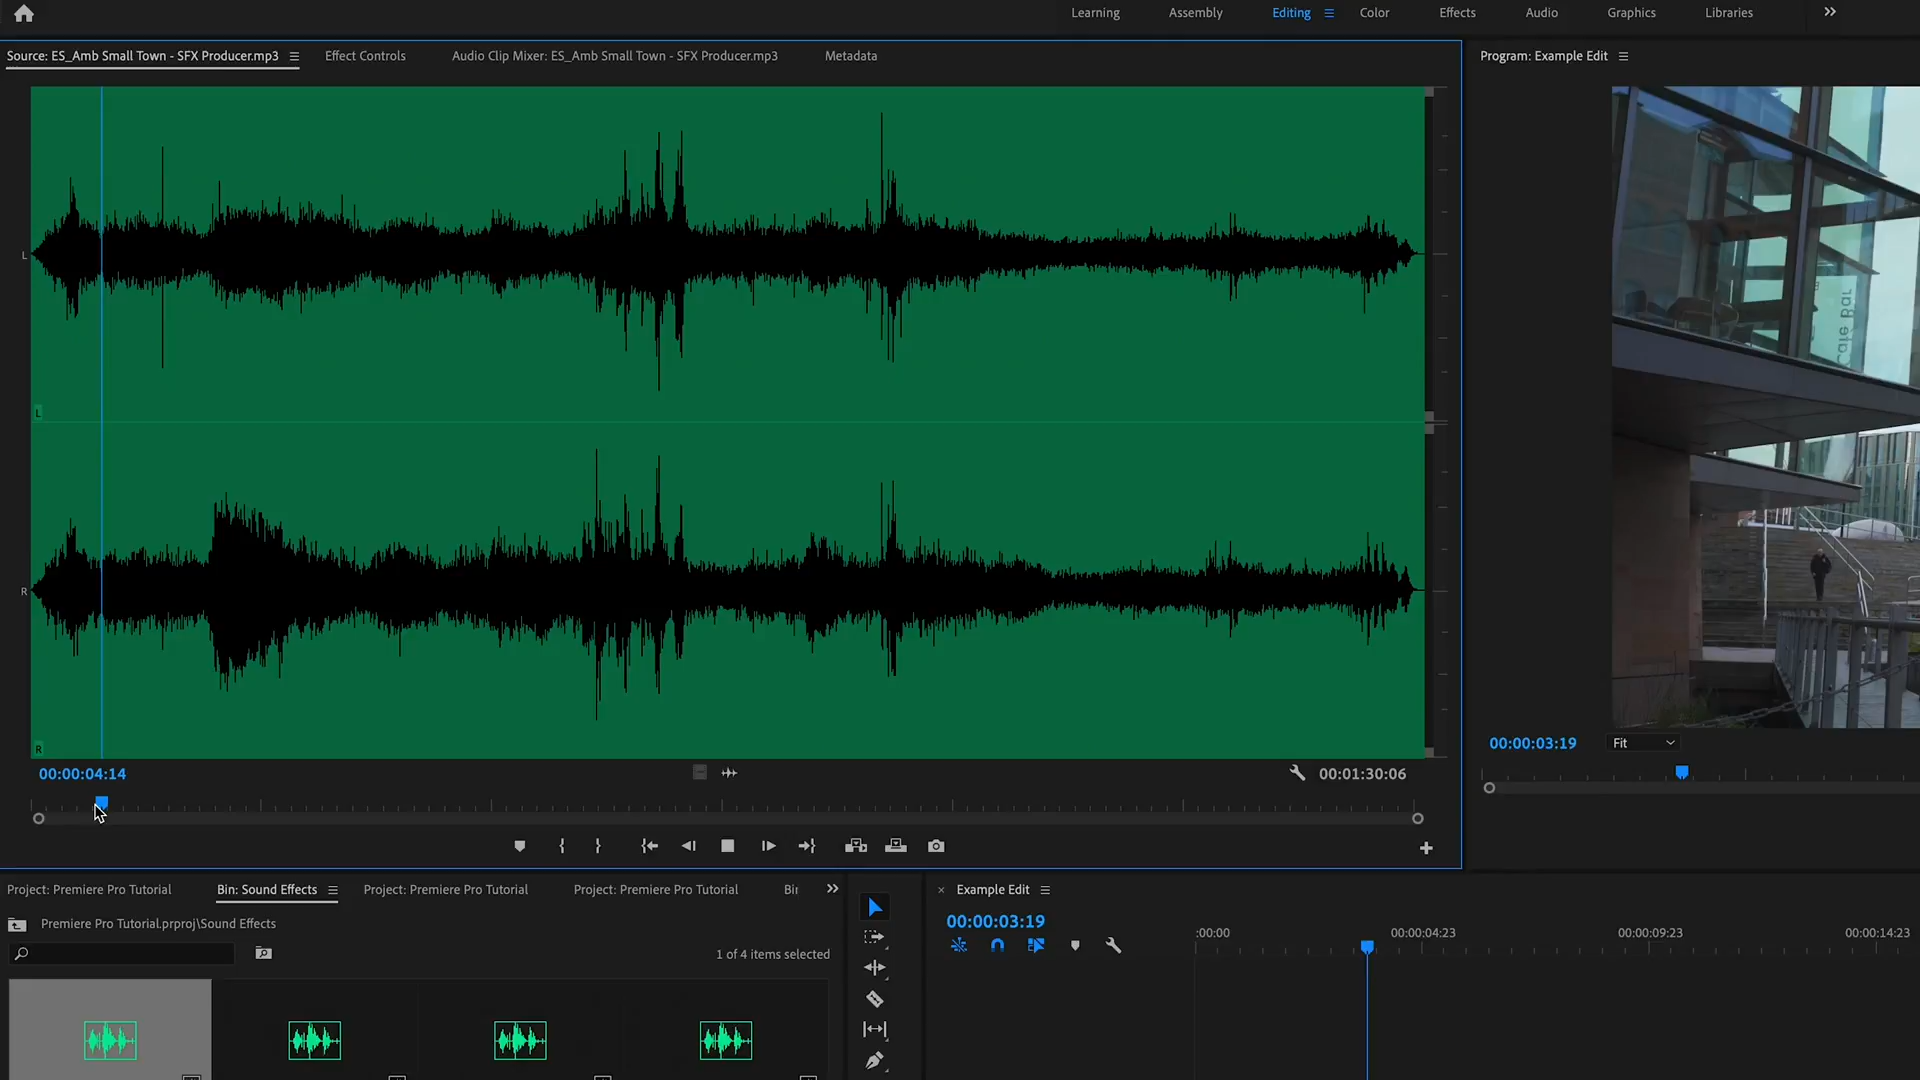 Learning Assembly Editing Color Effects Audio Graphics Libraries
Source: ES_Amb Small Town - SFX Producer.mp3 Effect Controls Audio Clip Mixer: ES_Amb Small Town - SFX Producer.mp3 Metadata Program: Example Edit
L
L
R
R
Cafe Bar
00:00:04:14 00:01:30:06
00:00:03:19 Fit
Project: Premiere Pro Tutorial Bin: Sound Effects Project: Premiere Pro Tutorial Project: Premiere Pro Tutorial Bi
Premiere Pro Tutorial.prproj\Sound Effects
1 of 4 items selected
× Example Edit
00:00:03:19
:00:00 00:00:04:23 00:00:09:23 00:00:14:23